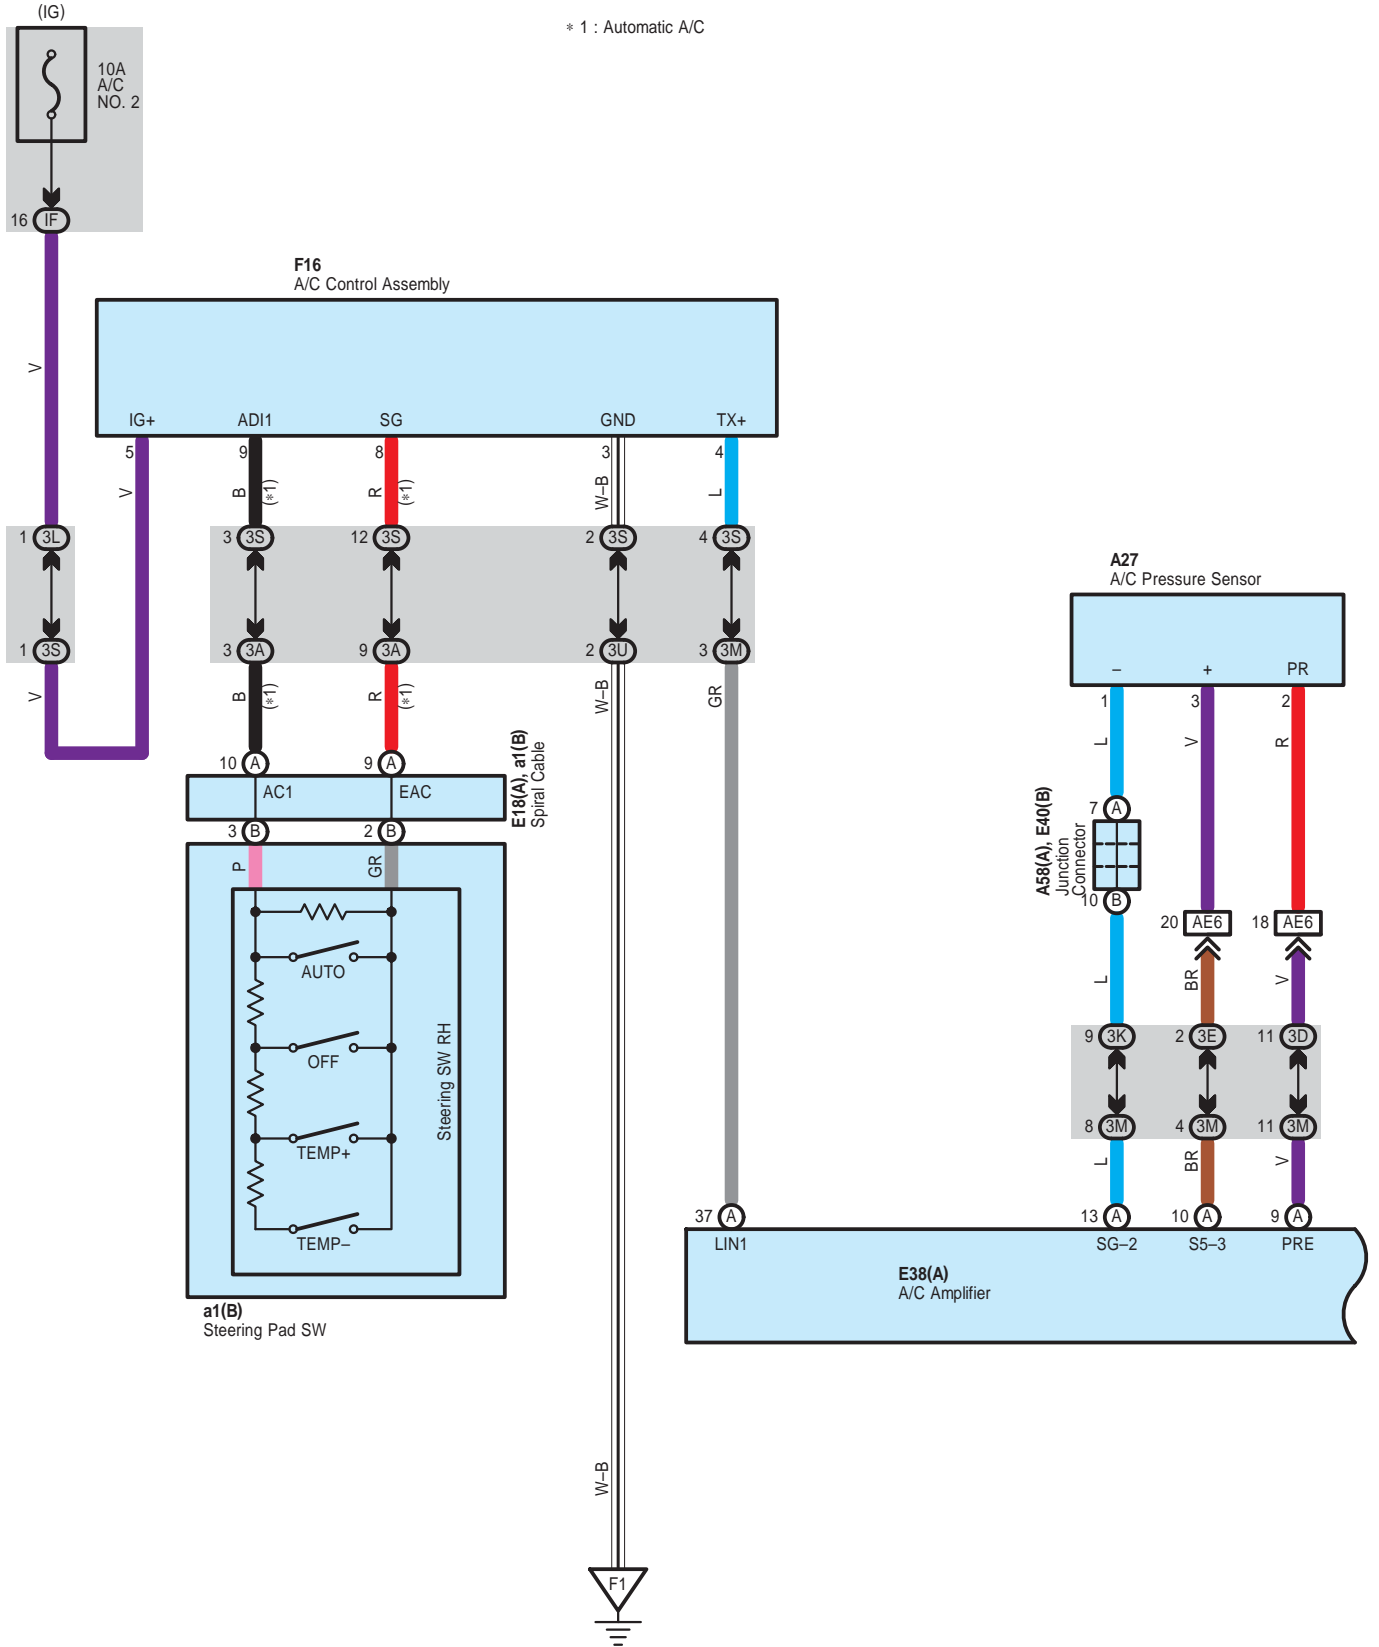 (IG)
* 1 : Automatic A/C
10A
A/C
NO. 2
16 IF
V
F16
A/C Control Assembly
IG+ ADI1 SG GND TX+
5 9 8 3 4
V B (*1) R (*1) W–B L
1 3L 3 3S 12 3S 2 3S 4 3S
1 3S 3 3A 9 3A 2 3U 3 3M
V B (*1) R (*1) W–B GR
A27
A/C Pressure Sensor
– + PR
1 3 2
L V R
10 A 9 A
AC1 EAC
E18(A), a1(B)
Spiral Cable
3 B 2 B
P GR
7 A
A58(A), E40(B)
Junction
Connector
10 B
20 AE6 18 AE6
L BR V
AUTO
OFF
TEMP+
TEMP–
Steering SW RH
a1(B)
Steering Pad SW
9 3K 2 3E 11 3D
8 3M 4 3M 11 3M
L BR V
37 A 13 A 10 A 9 A
LIN1 SG–2 S5–3 PRE
E38(A)
A/C Amplifier
W–B
F1